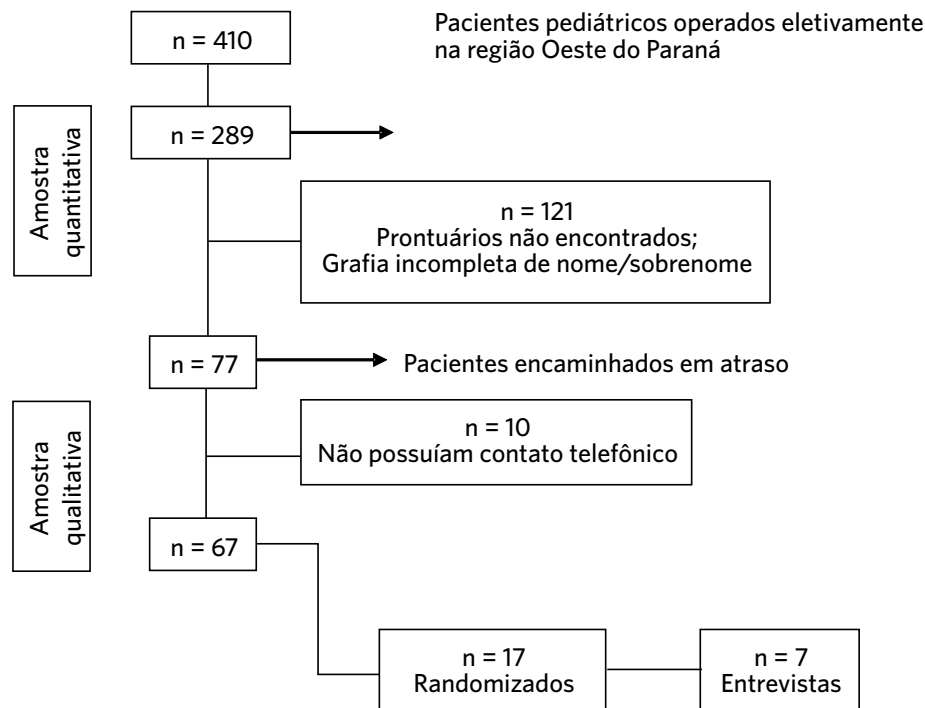 n = 410
Pacientes pediátricos operados eletivamente
na região Oeste do Paraná
Amostra
quantitativa
n = 289
n = 121
Prontuários não encontrados;
Grafia incompleta de nome/sobrenome
n = 77
Pacientes encaminhados em atraso
Amostra
qualitativa
n = 10
Não possuíam contato telefônico
n = 67
n = 17
Randomizados
n = 7
Entrevistas